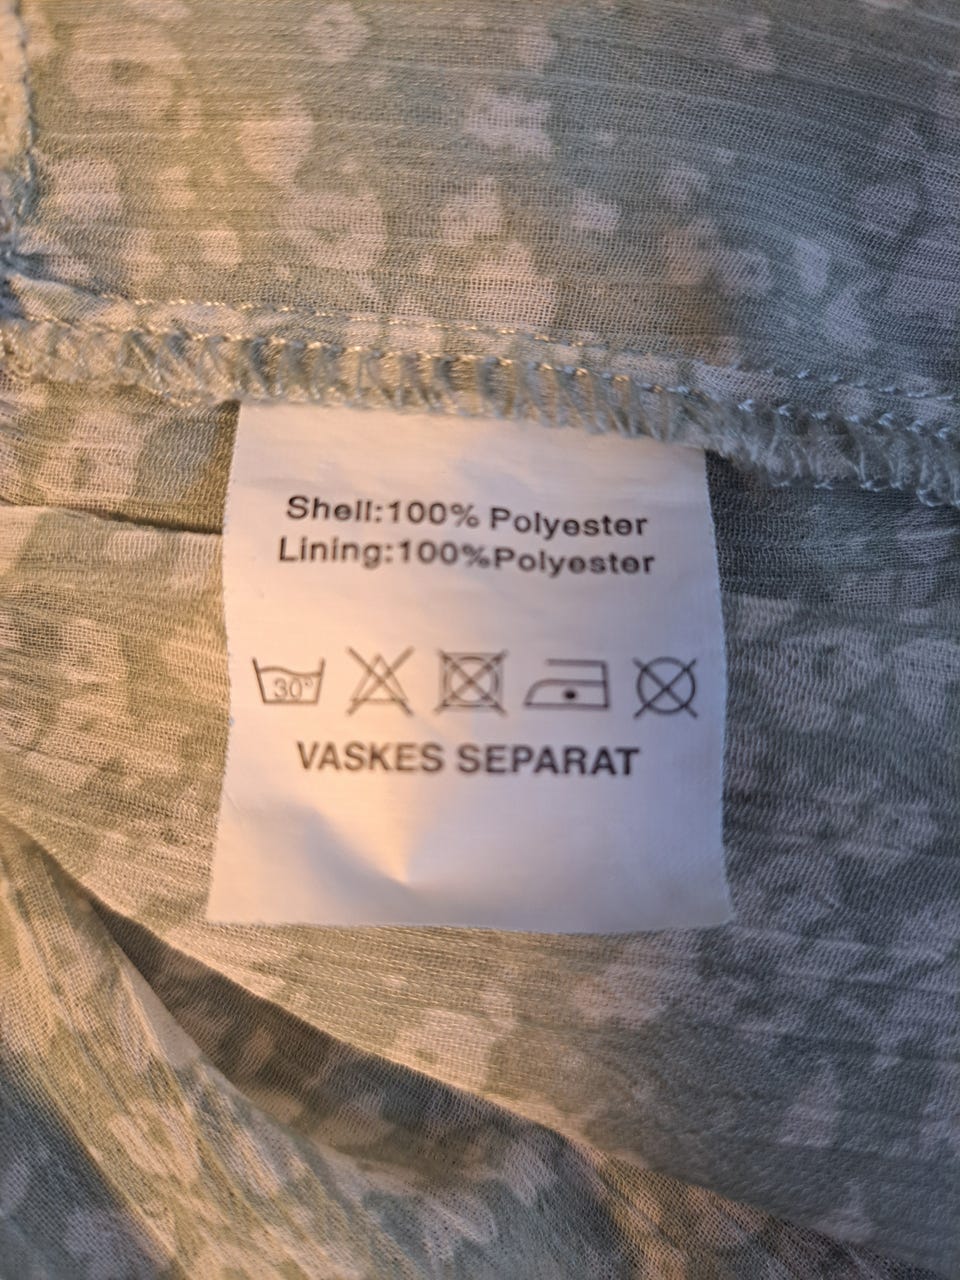 Shell:100% Polyester
Lining:100%Polyester
30°
VASKES SEPARAT